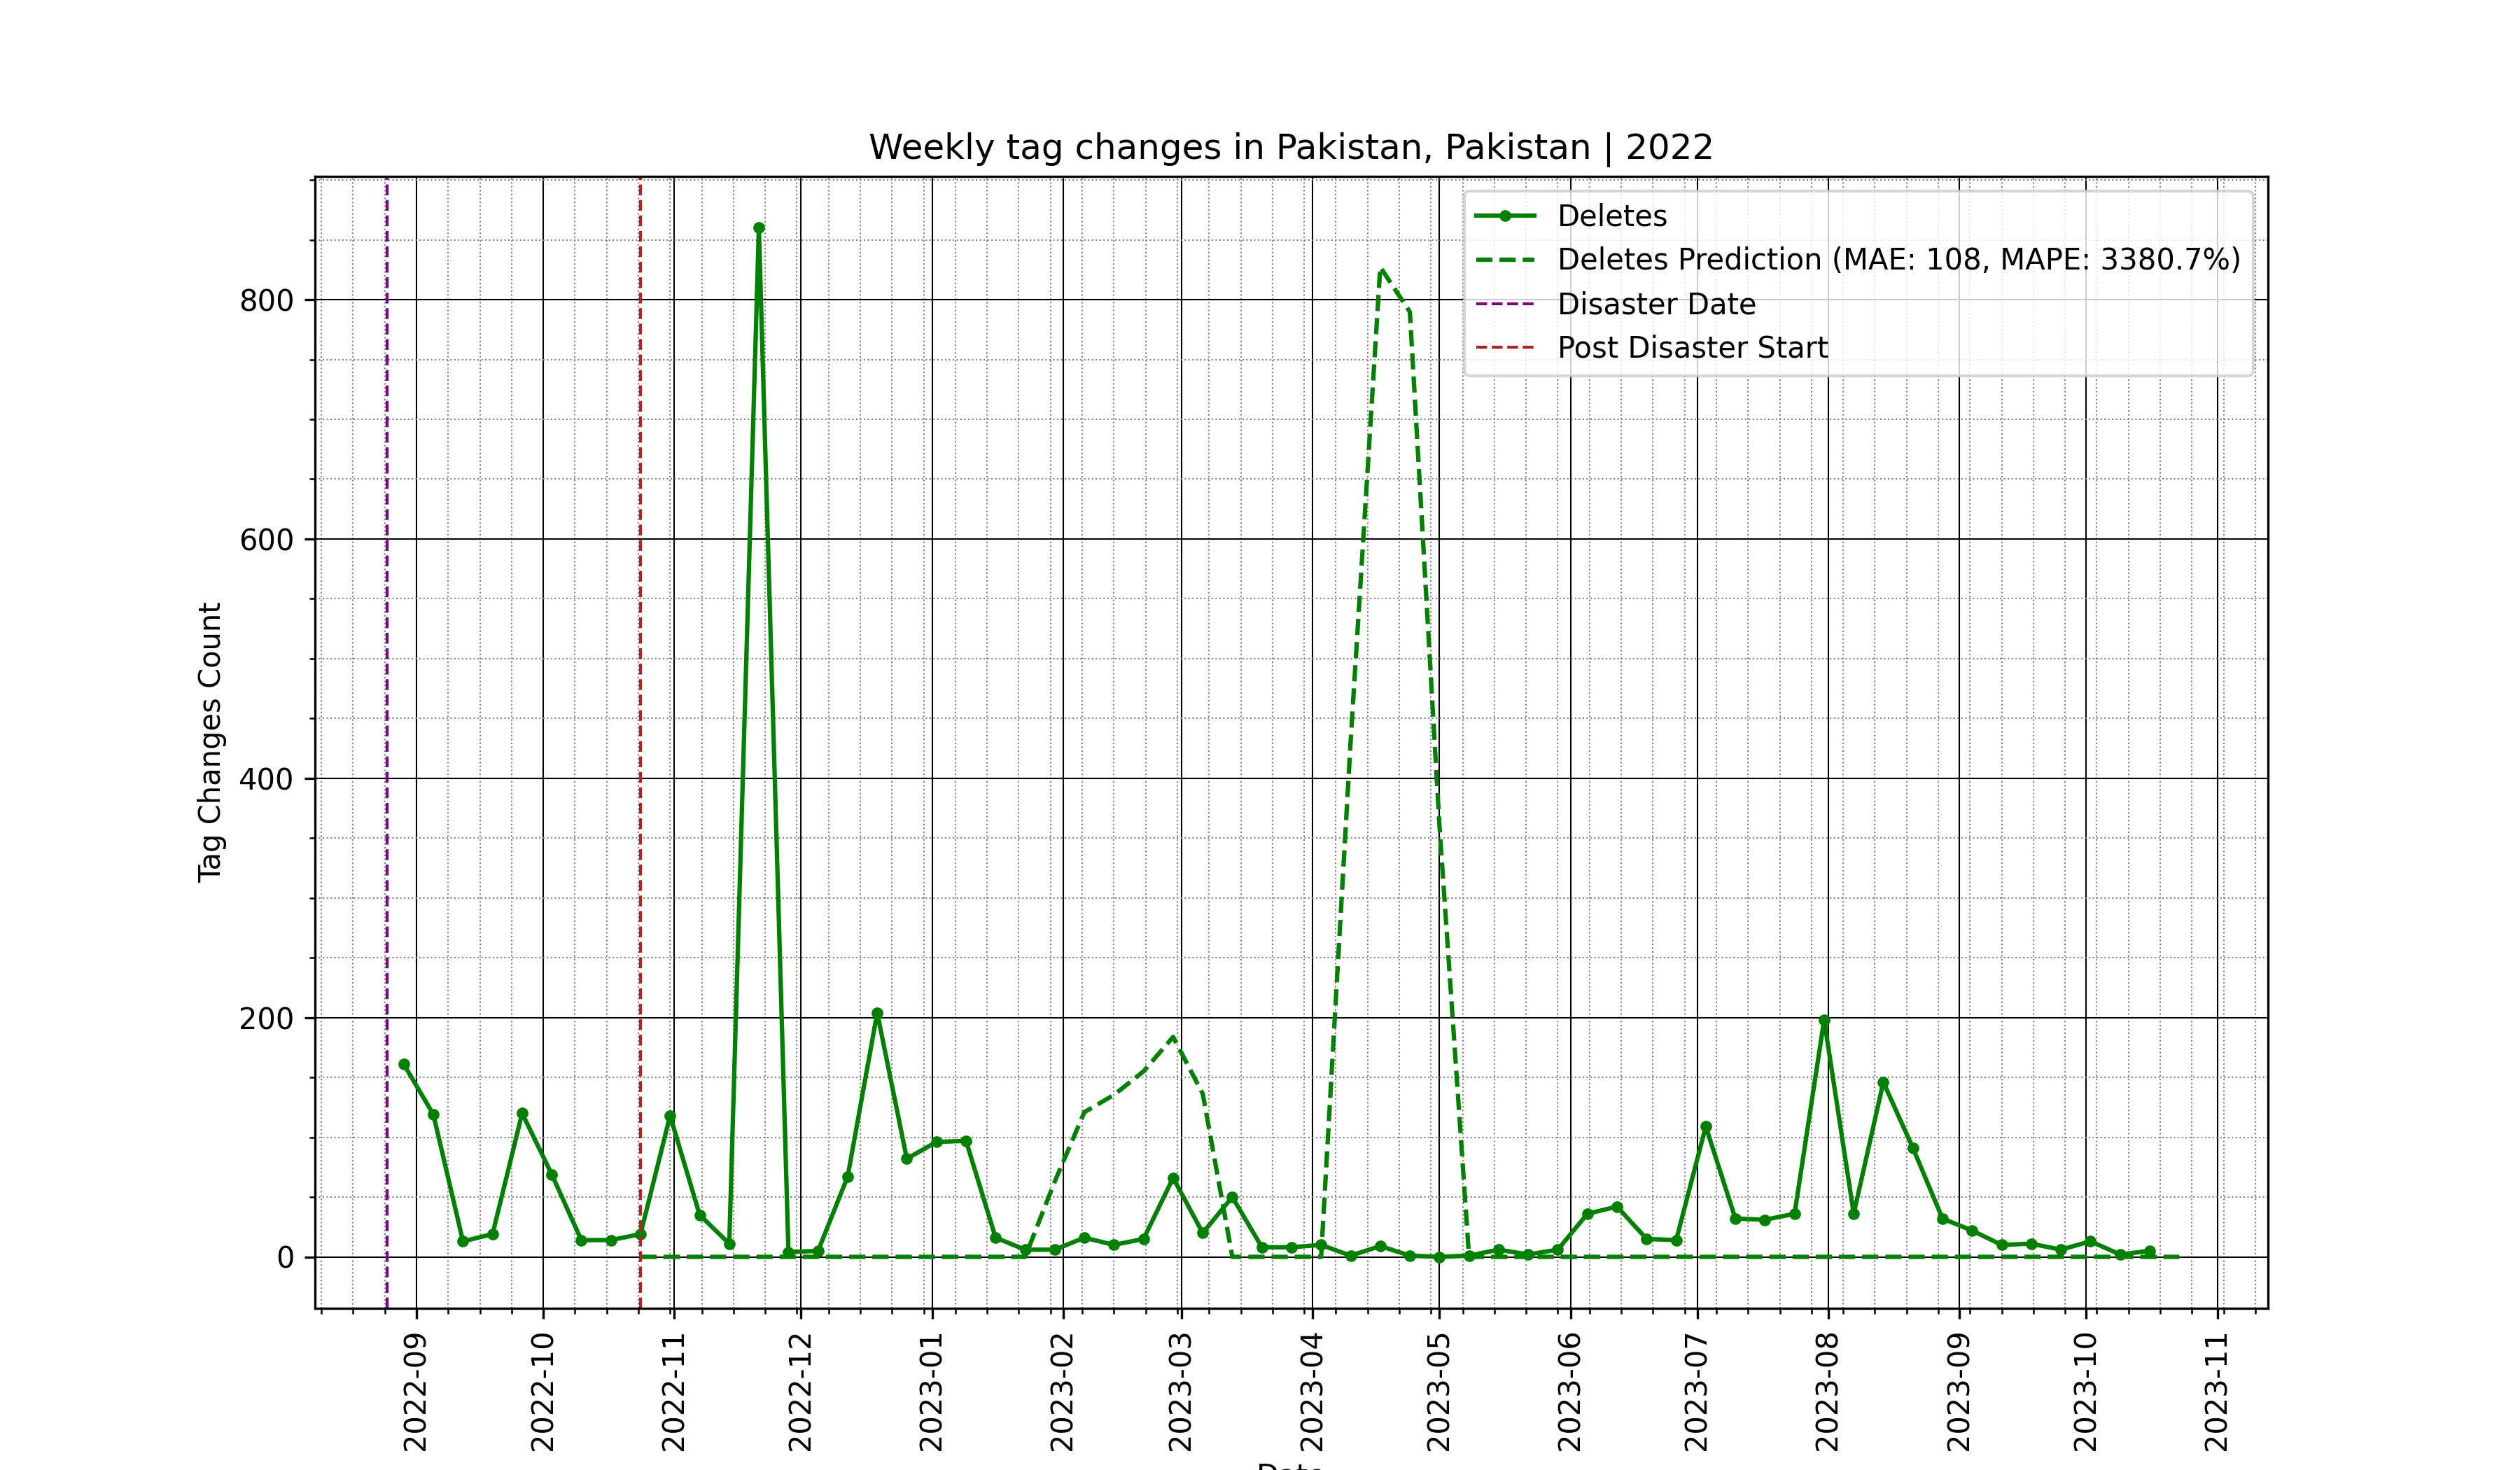 Weekly tag changes in Pakistan, Pakistan | 2022
Deletes
Deletes Prediction (MAE: 108, MAPE: 3380.7%)
Disaster Date
Post Disaster Start
Tag Changes Count
800
600
400
200
0
2022-09
2022-10
2022-11
2022-12
2023-01
2023-02
2023-03
2023-04
2023-05
2023-06
2023-07
2023-08
2023-09
2023-10
2023-11
Date